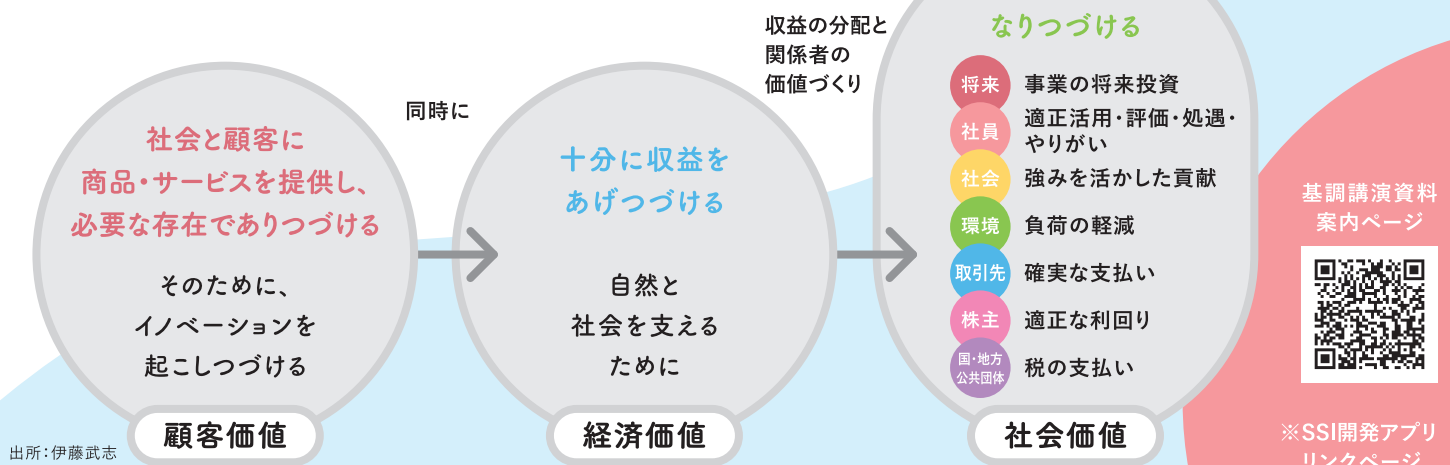 社会と顧客に
商品・サービスを提供し、
必要な存在でありつづける
そのために、
イノベーションを
起こしつづける
顧客価値
同時に
十分に収益を
あげつづける
自然と
社会を支える
ために
経済価値
収益の分配と
関係者の
価値づくり
なりつづける
将来 事業の将来投資
社員 適正活用・評価・処遇・
やりがい
社会 強みを活かした貢献
環境 負荷の軽減
取引先 確実な支払い
株主 適正な利回り
国・地方
公共団体 税の支払い
社会価値
基調講演資料
案内ページ
※SSI開発アプリ
リンクページ
出所:伊藤武志